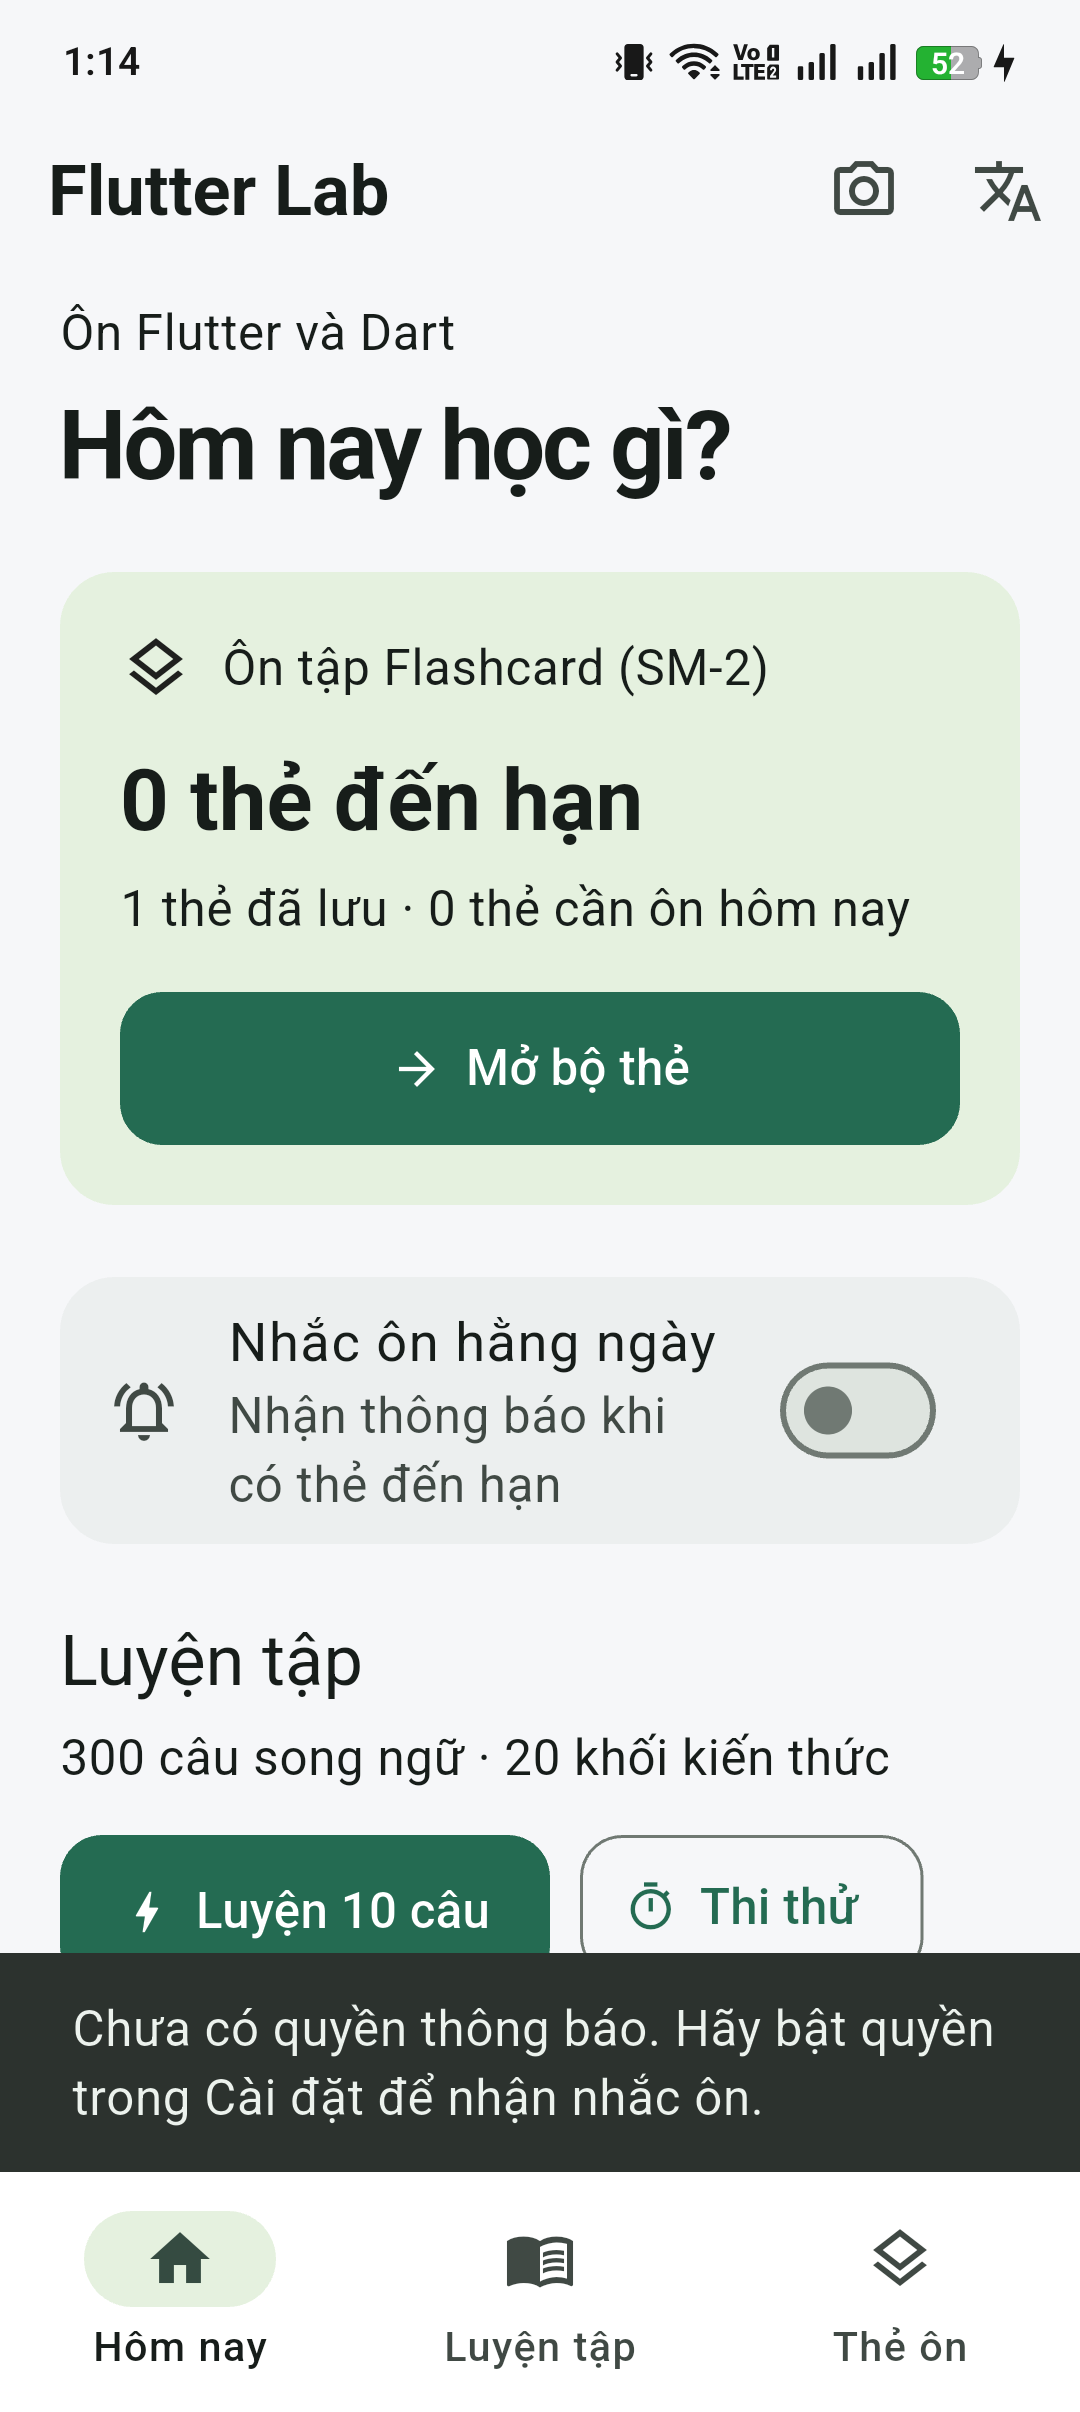 1:14
Vo 1
LTE 2
52
Flutter Lab
Ôn Flutter và Dart
Hôm nay học gì?
Ôn tập Flashcard (SM-2)
0 thẻ đến hạn
1 thẻ đã lưu · 0 thẻ cần ôn hôm nay
Mở bộ thẻ
Nhắc ôn hằng ngày
Nhận thông báo khi
có thẻ đến hạn
Luyện tập
300 câu song ngữ · 20 khối kiến thức
Luyện 10 câu
Thi thử
Chưa có quyền thông báo. Hãy bật quyền
trong Cài đặt để nhận nhắc ôn.
Hôm nay
Luyện tập
Thẻ ôn